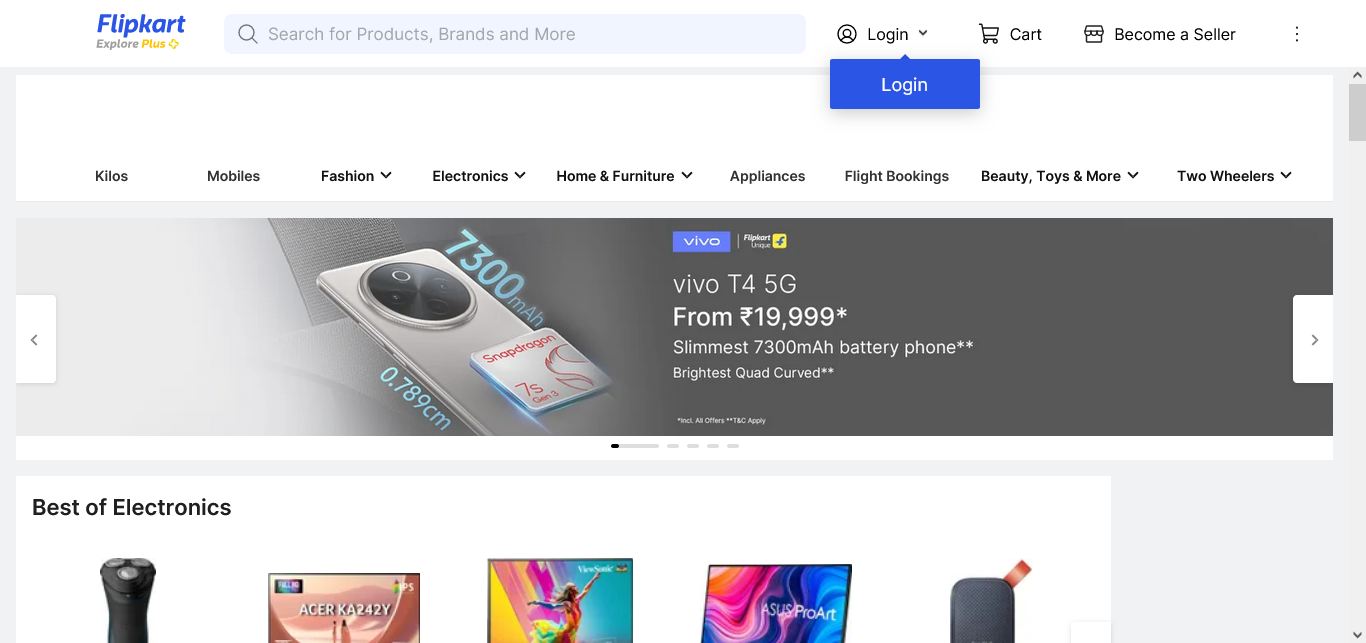 Flipkart
Explore Plus
Search for Products, Brands and More
Login
Cart
Become a Seller
Login
Kilos
Mobiles
Fashion
Electronics
Home & Furniture
Appliances
Flight Bookings
Beauty, Toys & More
Two Wheelers
7300mAh
Snapdragon
7s
Gen 3
0.789cm
vivo
Flipkart
Unique
vivo T4 5G
From ₹19,999*
Slimmest 7300mAh battery phone**
Brightest Quad Curved**
*Incl. All Offers **T&C Apply
Best of Electronics
FULL HD
IPS
ACER KA242Y
ViewSonic
ASUS ProArt